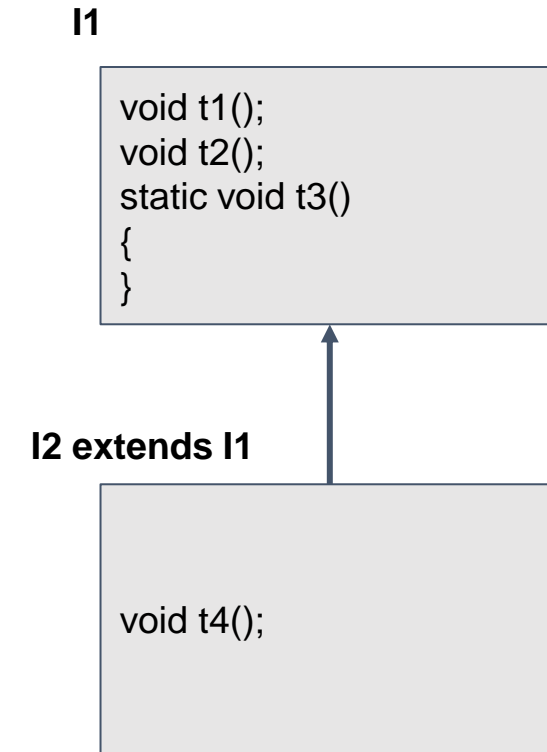 I1
void t1();
void t2();
static void t3()
{
}
I2 extends I1
void t4();